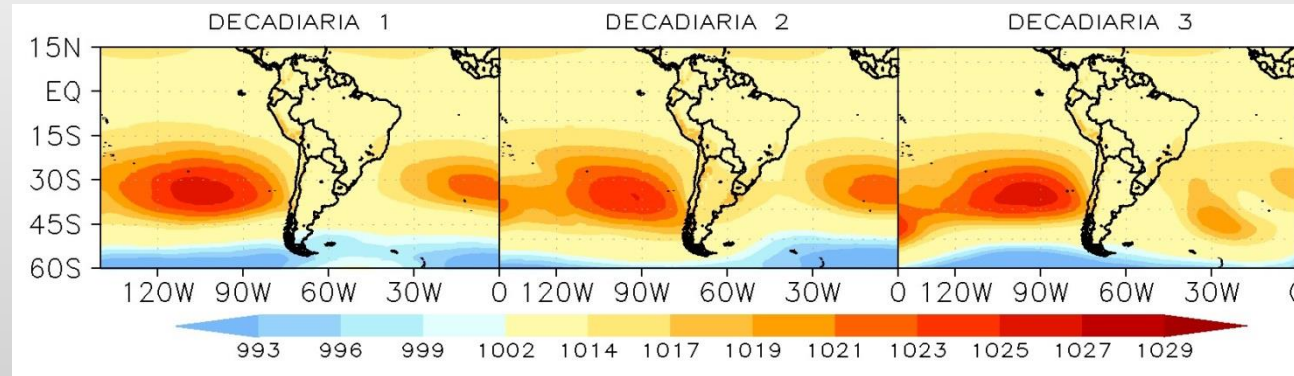 DECADIARIA 1 DECADIARIA 2 DECADIARIA 3
15N
EQ
15S
30S
45S
60S
120W 90W 60W 30W 0 120W 90W 60W 30W 0 120W 90W 60W 30W
993 996 999 1002 1014 1017 1019 1021 1023 1025 1027 1029